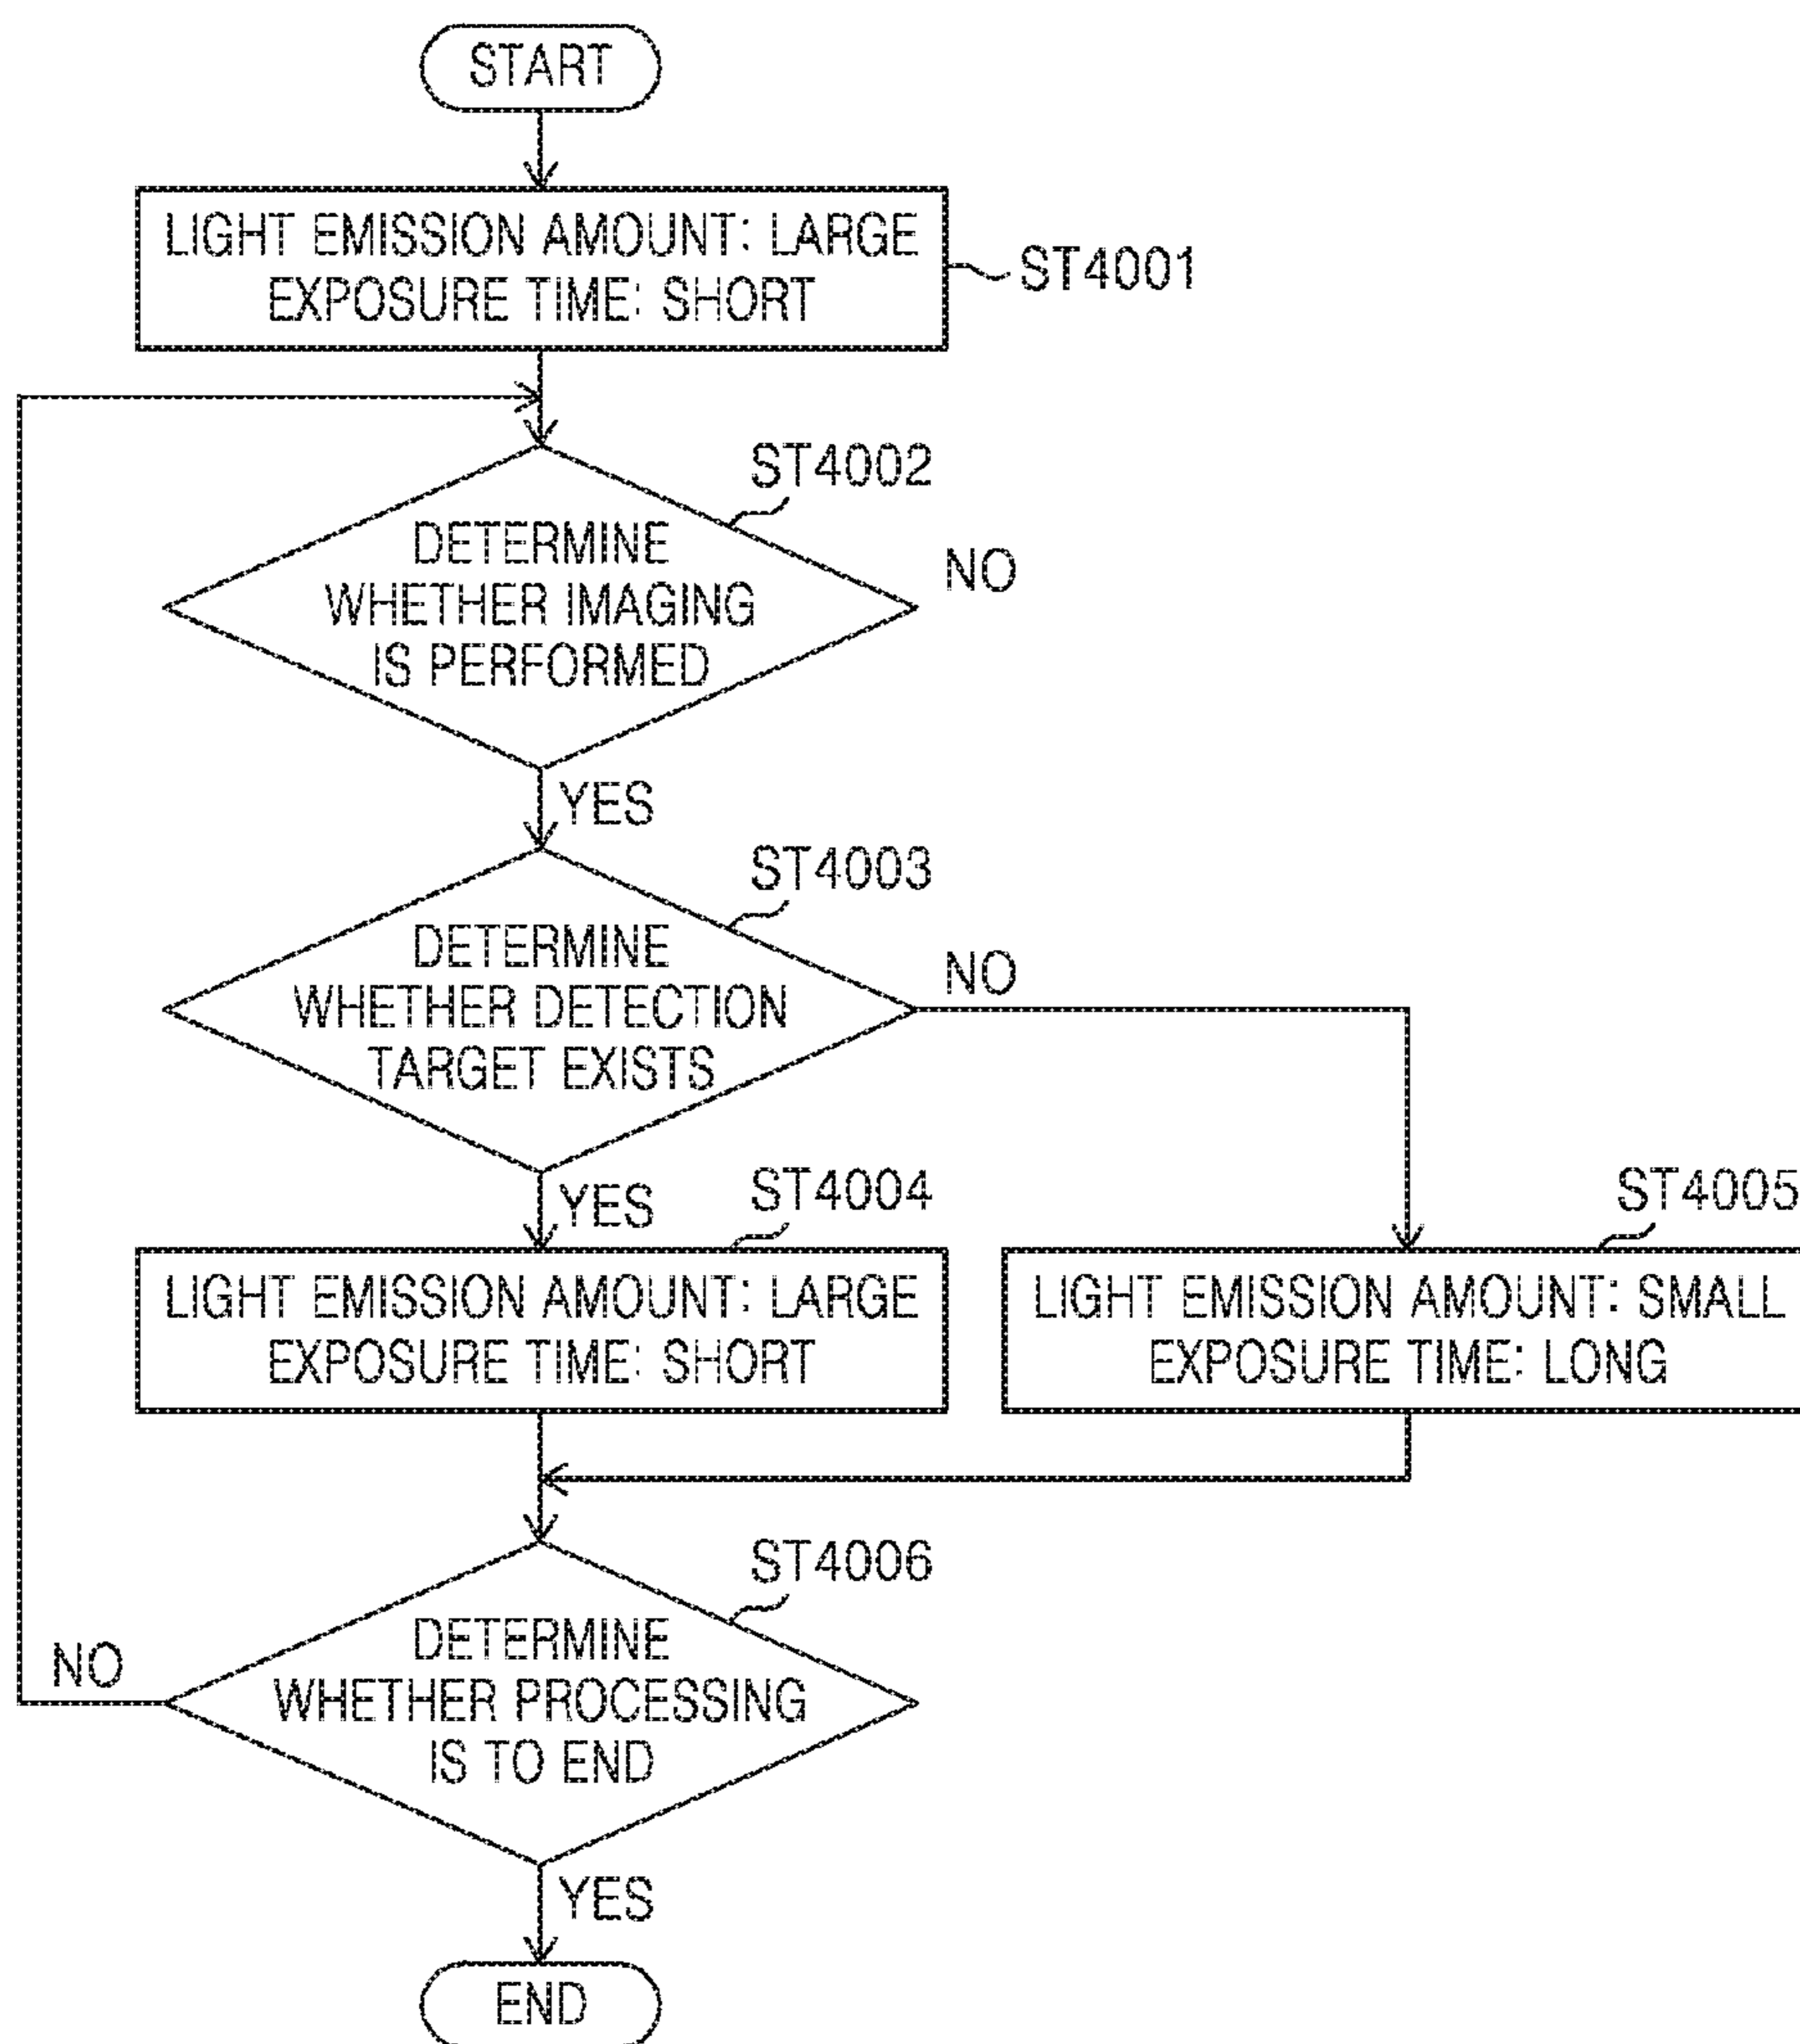 START
LIGHT EMISSION AMOUNT: LARGE
EXPOSURE TIME: SHORT
ST4001
ST4002
DETERMINE
WHETHER IMAGING
IS PERFORMED
NO
YES
ST4003
DETERMINE
WHETHER DETECTION
TARGET EXISTS
NO
YES
ST4004
LIGHT EMISSION AMOUNT: LARGE
EXPOSURE TIME: SHORT
ST4005
LIGHT EMISSION AMOUNT: SMALL
EXPOSURE TIME: LONG
ST4006
DETERMINE
WHETHER PROCESSING
IS TO END
NO
YES
END